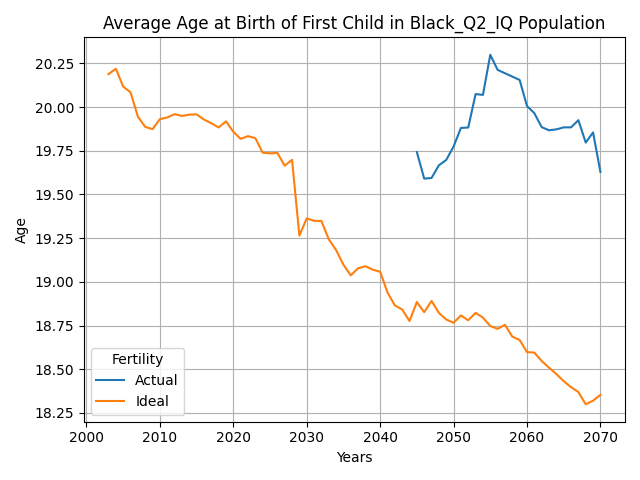 Average Age at Birth of First Child in Black_Q2_IQ Population
20.25
20.00
19.75
19.50
19.25
19.00
18.75
18.50
18.25
Age
Fertility
Actual
Ideal
2000 2010 2020 2030 2040 2050 2060 2070
Years